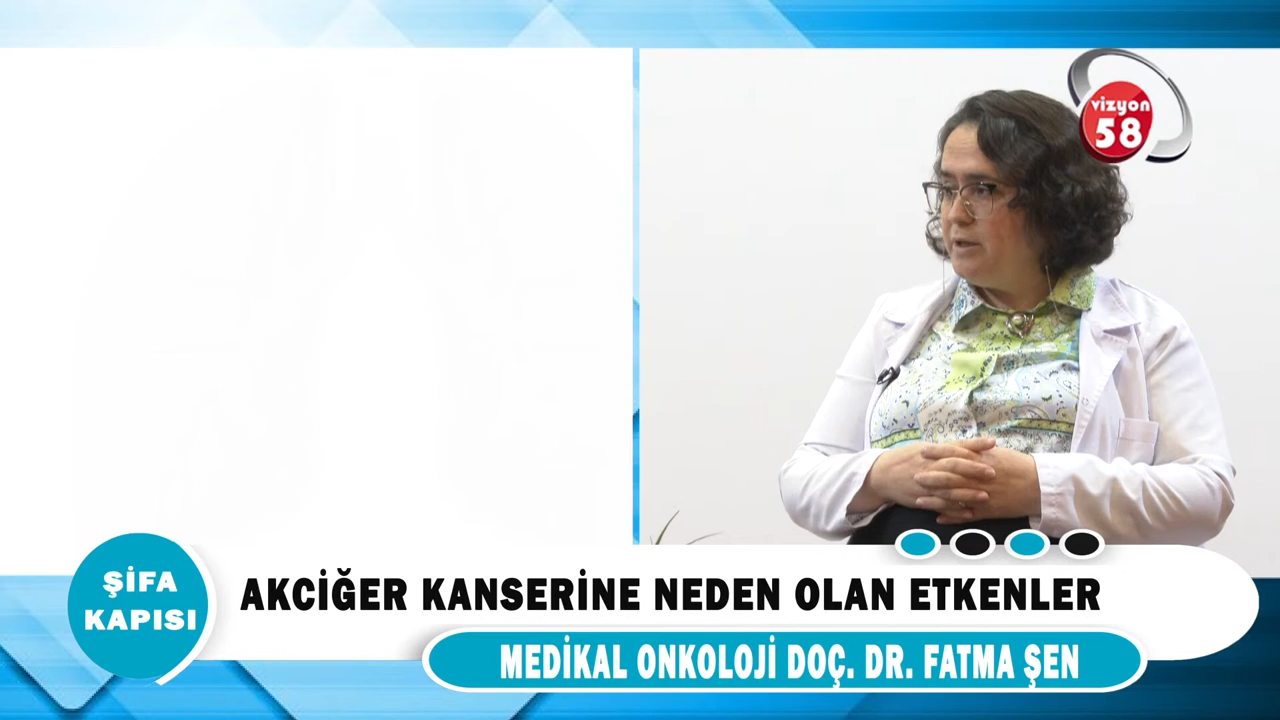 vizyon
58
ŞİFA
KAPISI
AKCİĞER KANSERİNE NEDEN OLAN ETKENLER
MEDİKAL ONKOLOJİ DOÇ. DR. FATMA ŞEN